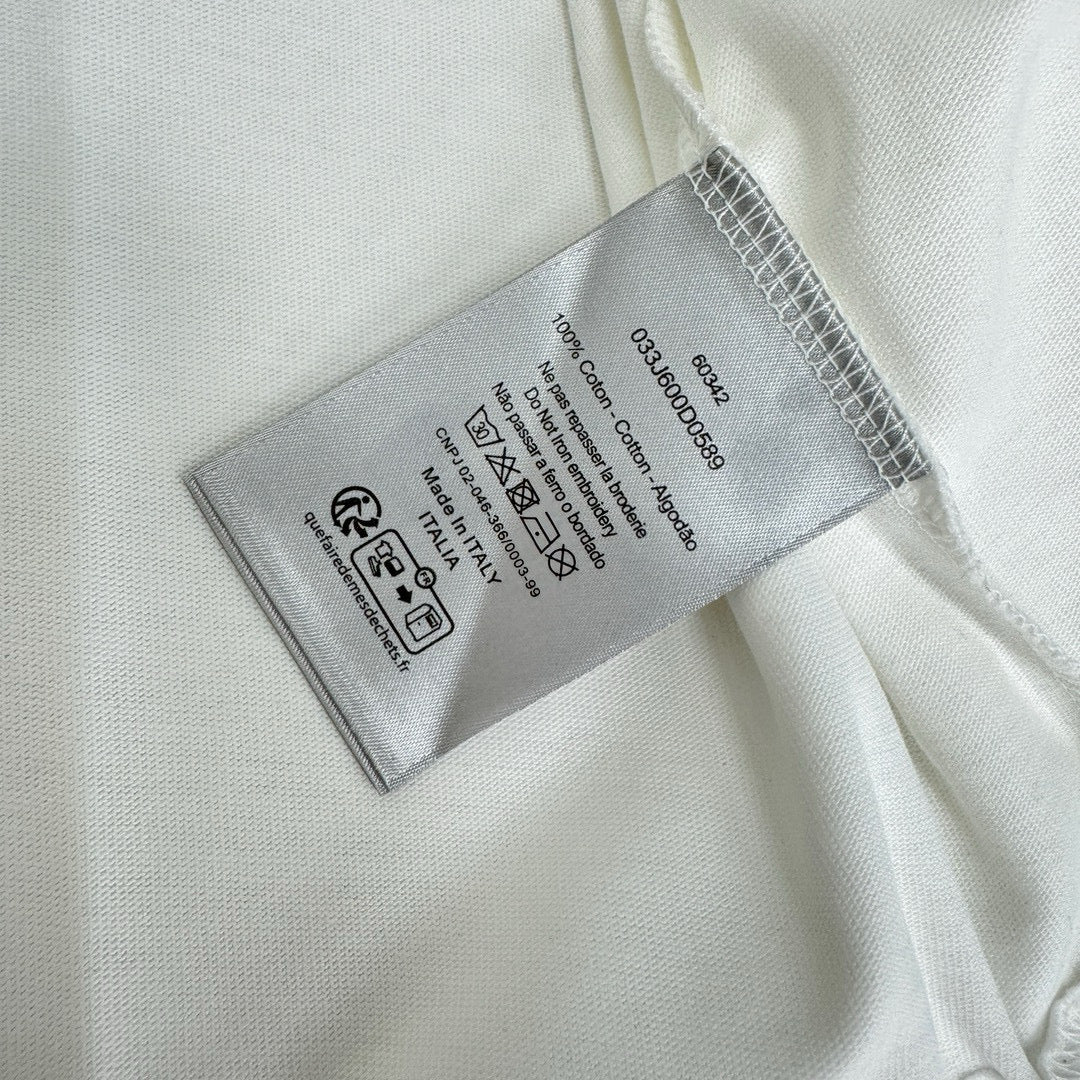 60342
033J600D0589
100% Coton - Cotton - Algodão
Ne pas repasser la broderie
Do Not Iron embroidery
Não passar a ferro o bordado
30
CNPJ 02-046-366/0003-99
Made In ITALY
ITALIA
FR
quefairedemesdechets.fr